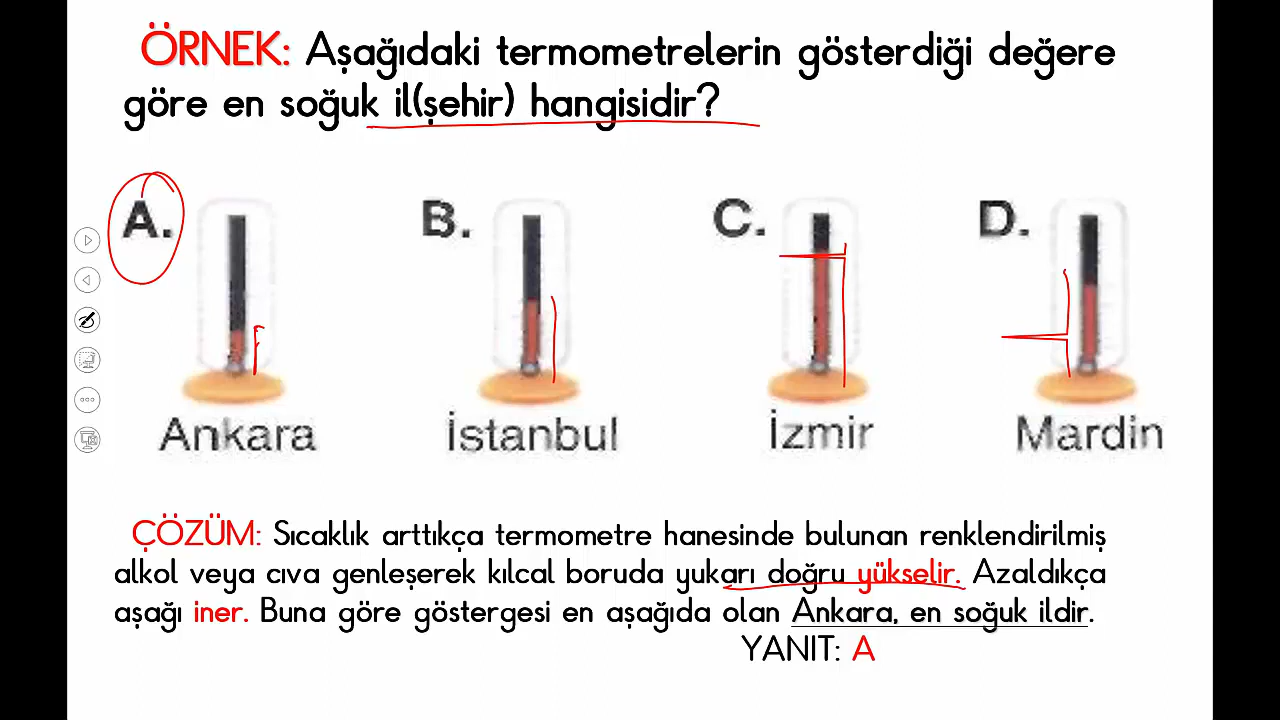 ÖRNEK: Aşağıdaki termometrelerin gösterdiği değere
göre en soğuk il(şehir) hangisidir?
A. B. C. D.
Ankara İstanbul İzmir Mardin
ÇÖZÜM: Sıcaklık arttıkça termometre hanesinde bulunan renklendirilmiş
alkol veya cıva genleşerek kılcal boruda yukarı doğru yükselir. Azaldıkça
aşağı iner. Buna göre göstergesi en aşağıda olan Ankara, en soğuk ildir.
YANIT: A